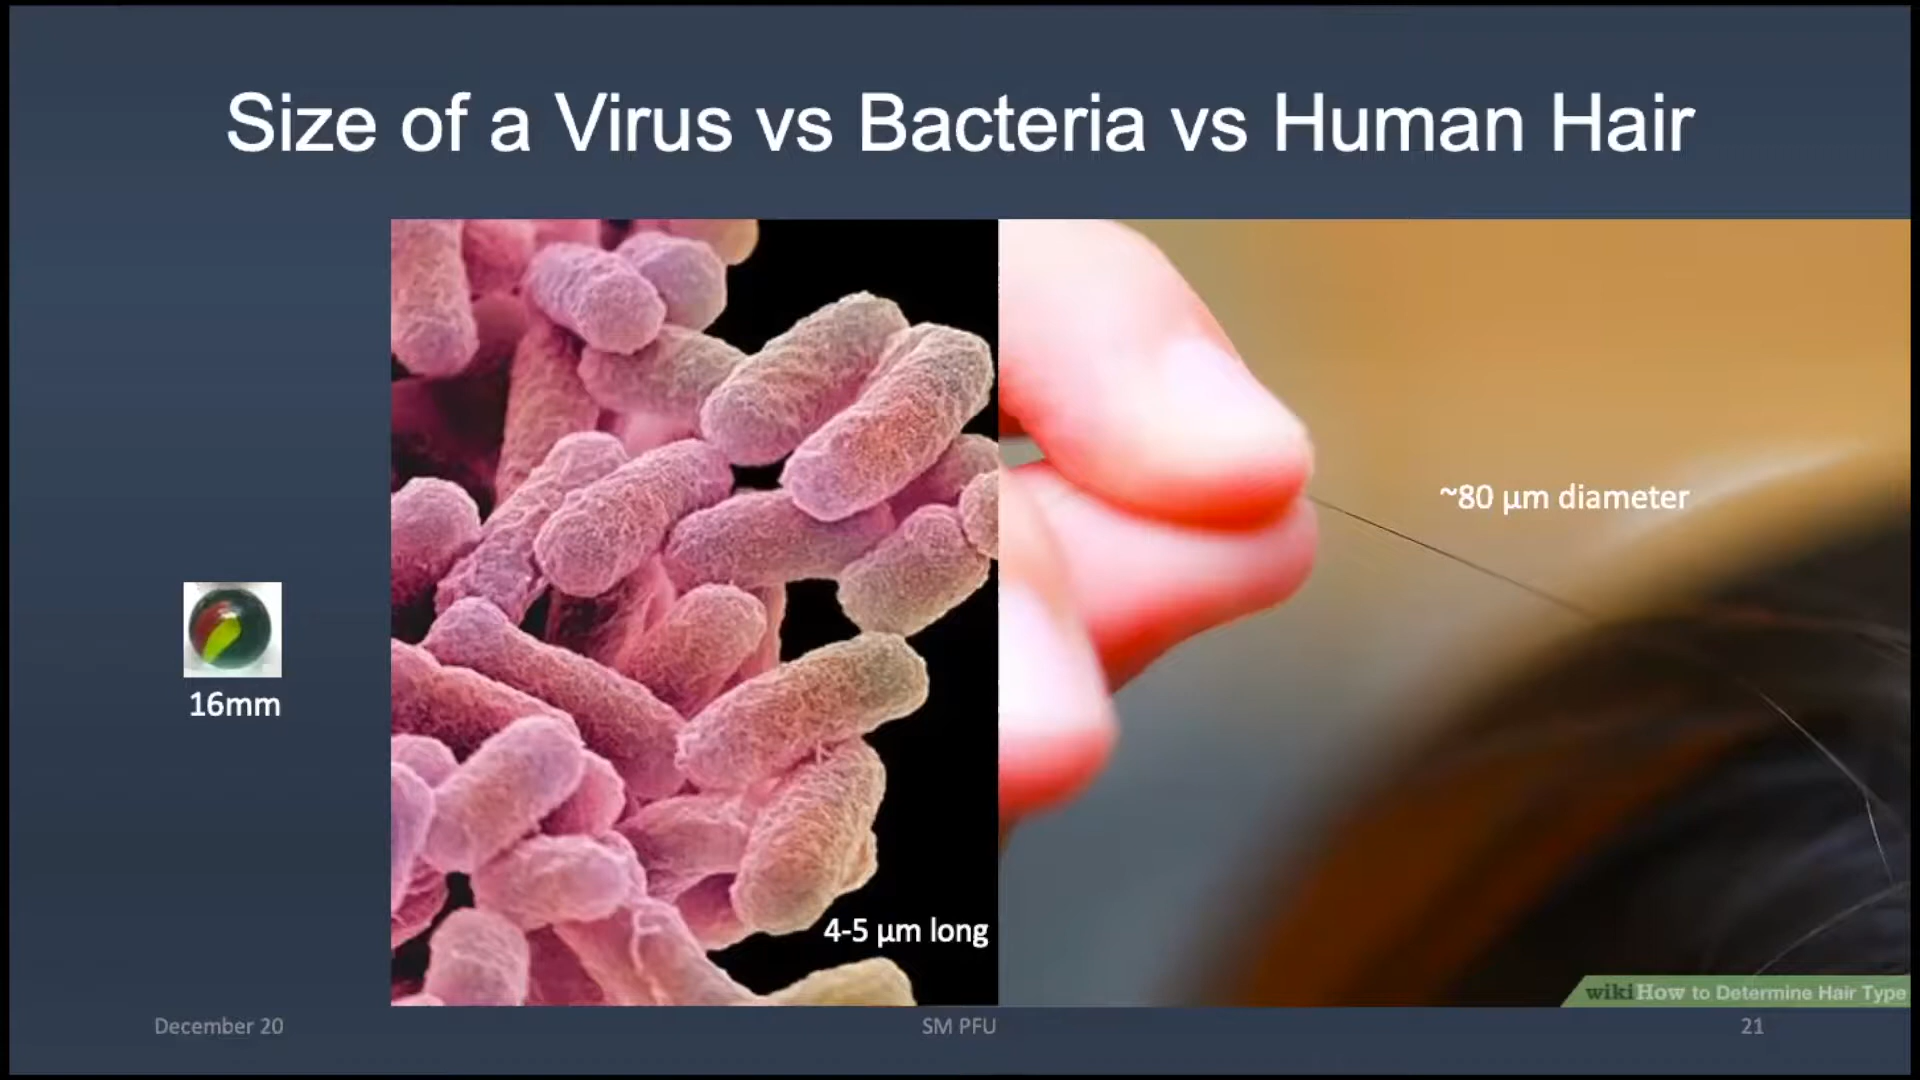 Size of a Virus vs Bacteria vs Human Hair
~80 µm diameter
16mm
4-5 µm long
wikiHow to Determine Hair Type
December 20
SM PFU
21